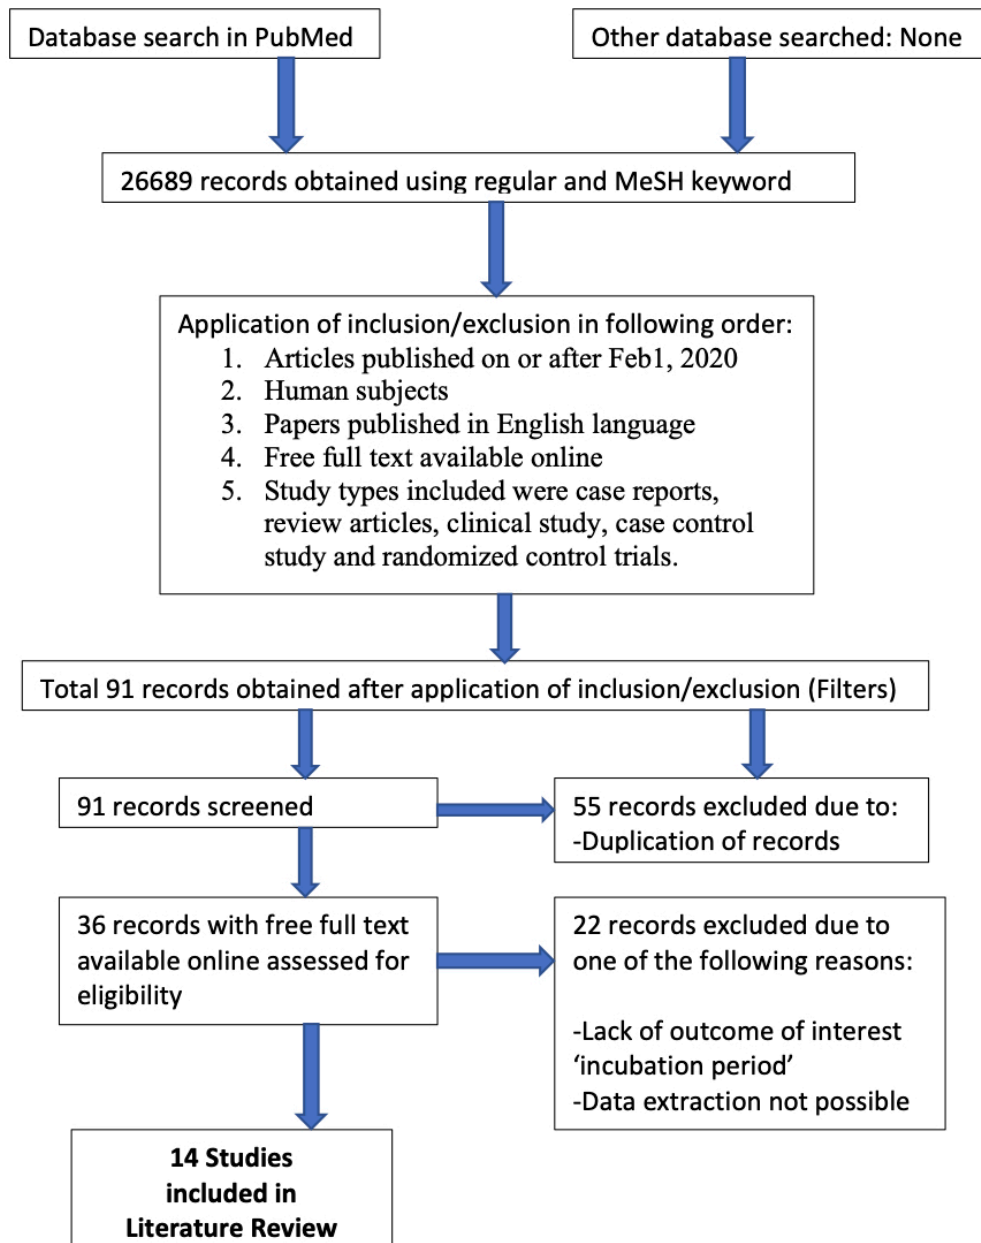 Database search in PubMed
Other database searched: None
26689 records obtained using regular and MeSH keyword
Application of inclusion/exclusion in following order:
1. Articles published on or after Feb1, 2020
2. Human subjects
3. Papers published in English language
4. Free full text available online
5. Study types included were case reports,
review articles, clinical study, case control
study and randomized control trials.
Total 91 records obtained after application of inclusion/exclusion (Filters)
91 records screened
55 records excluded due to:
-Duplication of records
36 records with free full text
available online assessed for
eligibility
22 records excluded due to
one of the following reasons:
-Lack of outcome of interest
‘incubation period’
-Data extraction not possible
14 Studies
included in
Literature Review